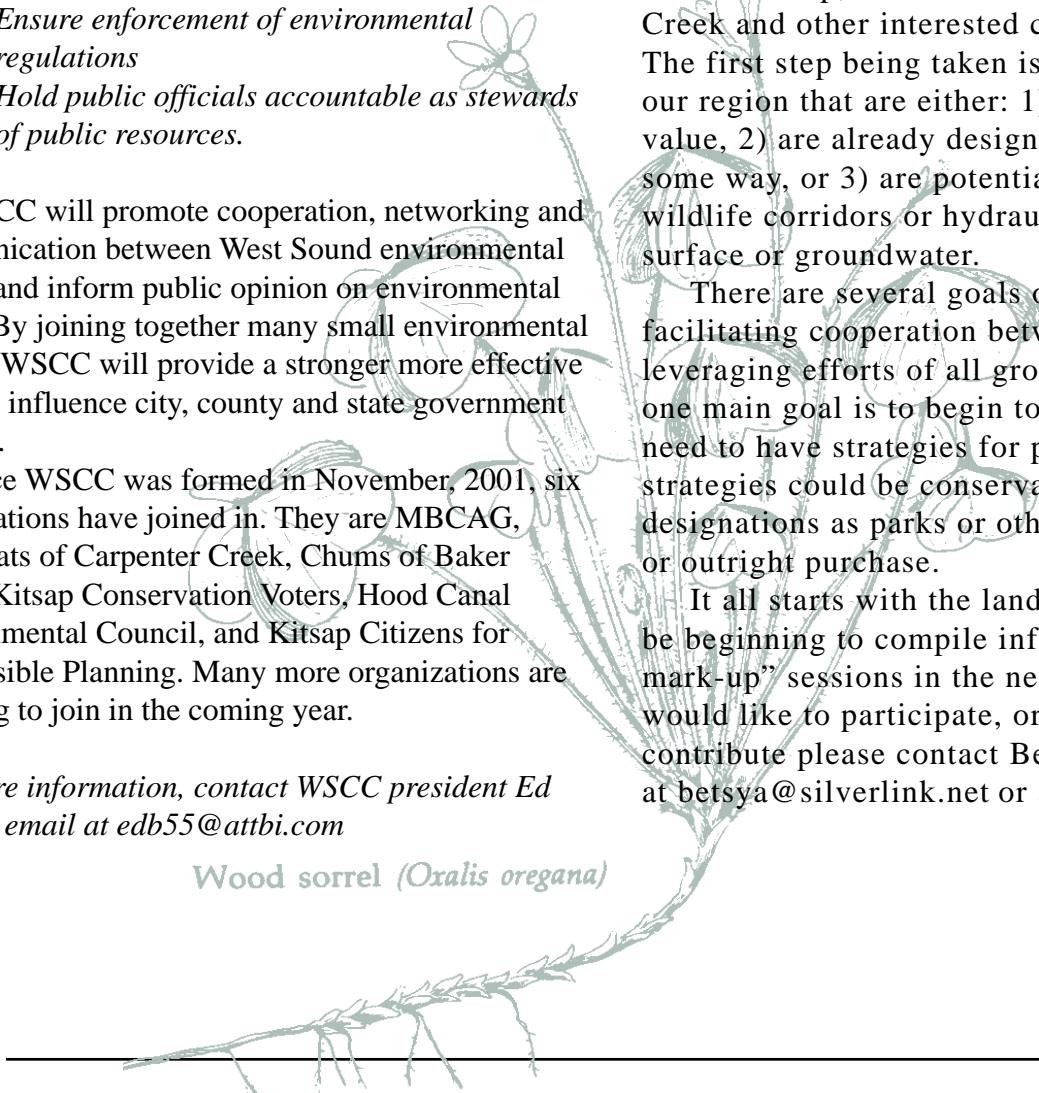 Ensure enforcement of environmental
regulations
Hold public officials accountable as stewards
of public resources.
CC will promote cooperation, networking and
nication between West Sound environmental
and inform public opinion on environmental
By joining together many small environmental
WSCC will provide a stronger more effective
influence city, county and state government
.
ce WSCC was formed in November, 2001, six
ations have joined in. They are MBCAG,
ats of Carpenter Creek, Chums of Baker
Kitsap Conservation Voters, Hood Canal
nmental Council, and Kitsap Citizens for
sible Planning. Many more organizations are
g to join in the coming year.
re information, contact WSCC president Ed
email at edb55@attbi.com
Wood sorrel (Oxalis oregana)
Creek and other interested c
The first step being taken is
our region that are either: 1)
value, 2) are already design
some way, or 3) are potentia
wildlife corridors or hydrau
surface or groundwater.
There are several goals o
facilitating cooperation betw
leveraging efforts of all gro
one main goal is to begin to
need to have strategies for p
strategies could be conserva
designations as parks or oth
or outright purchase.
It all starts with the land
be beginning to compile inf
mark-up” sessions in the ne
would like to participate, or
contribute please contact Be
at betsya@silverlink.net or